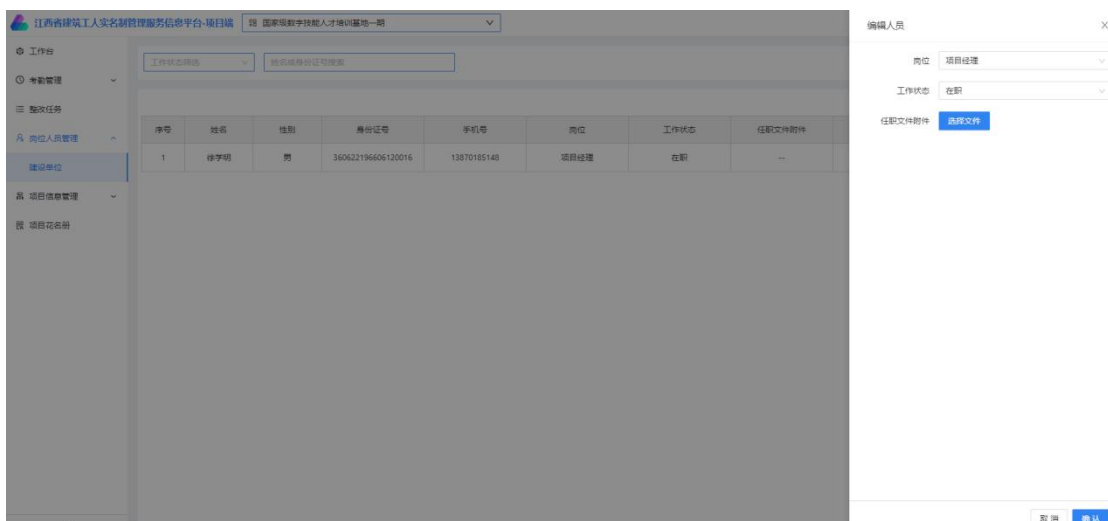 江西省建筑工人实名制管理服务信息平台-项目端 国家级数字技能人才培训基地一期
工作台
考勤管理
整改任务
岗位人员管理
建设单位
项目信息管理
项目花名册
工作状态筛选 姓名或身份证号搜索
序号 姓名 性别 身份证号 手机号 岗位 工作状态 任职文件附件
1 徐学明 男 360622196606120016 13870185148 项目经理 在职 --
编辑人员
岗位 项目经理
工作状态 在职
任职文件附件 选择文件
取消 确认